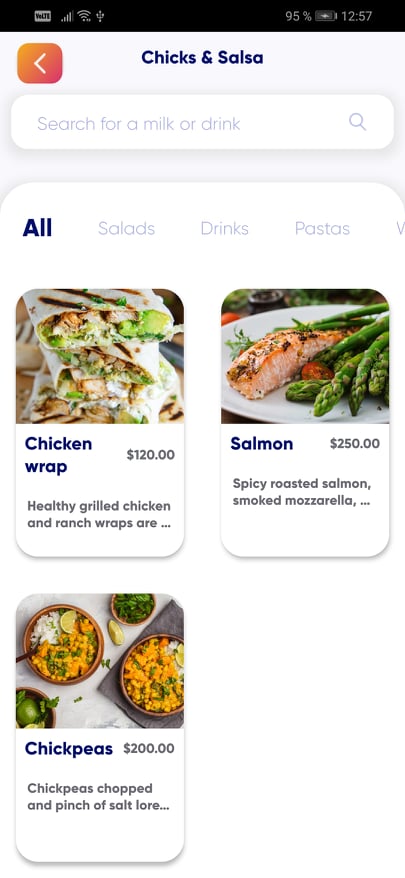 VoLTE 95 % 12:57
Chicks & Salsa
Search for a milk or drink
All Salads Drinks Pastas
Chicken
wrap
$120.00
Healthy grilled chicken
and ranch wraps are ...
Salmon $250.00
Spicy roasted salmon,
smoked mozzarella, ...
Chickpeas $200.00
Chickpeas chopped
and pinch of salt lore...